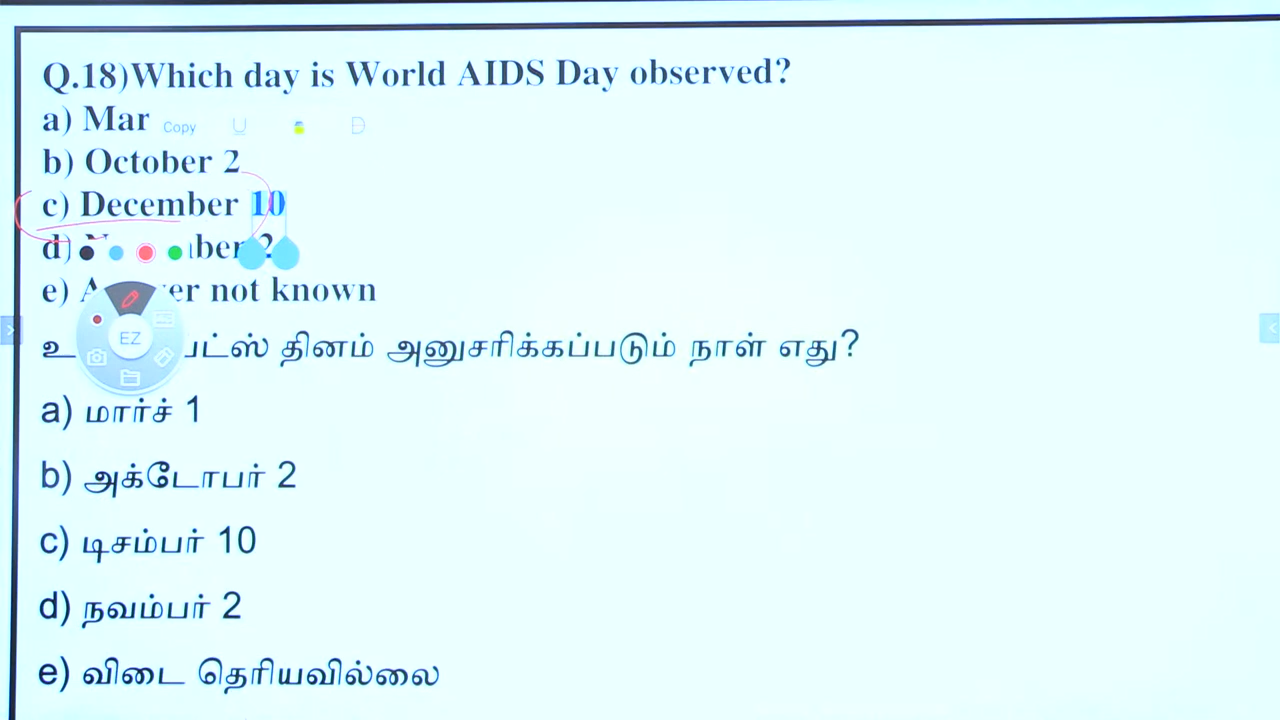 Q.18)Which day is World AIDS Day observed?
a) Mar
Copy U D
b) October 2
c) December 10
d) ber 2
e) er not known
EZ
உ தினம் அனுசரிக்கப்படும் நாள் எது?
a) மார்ச் 1
b) அக்டோபர் 2
c) டிசம்பர் 10
d) நவம்பர் 2
e) விடை தெரியவில்லை